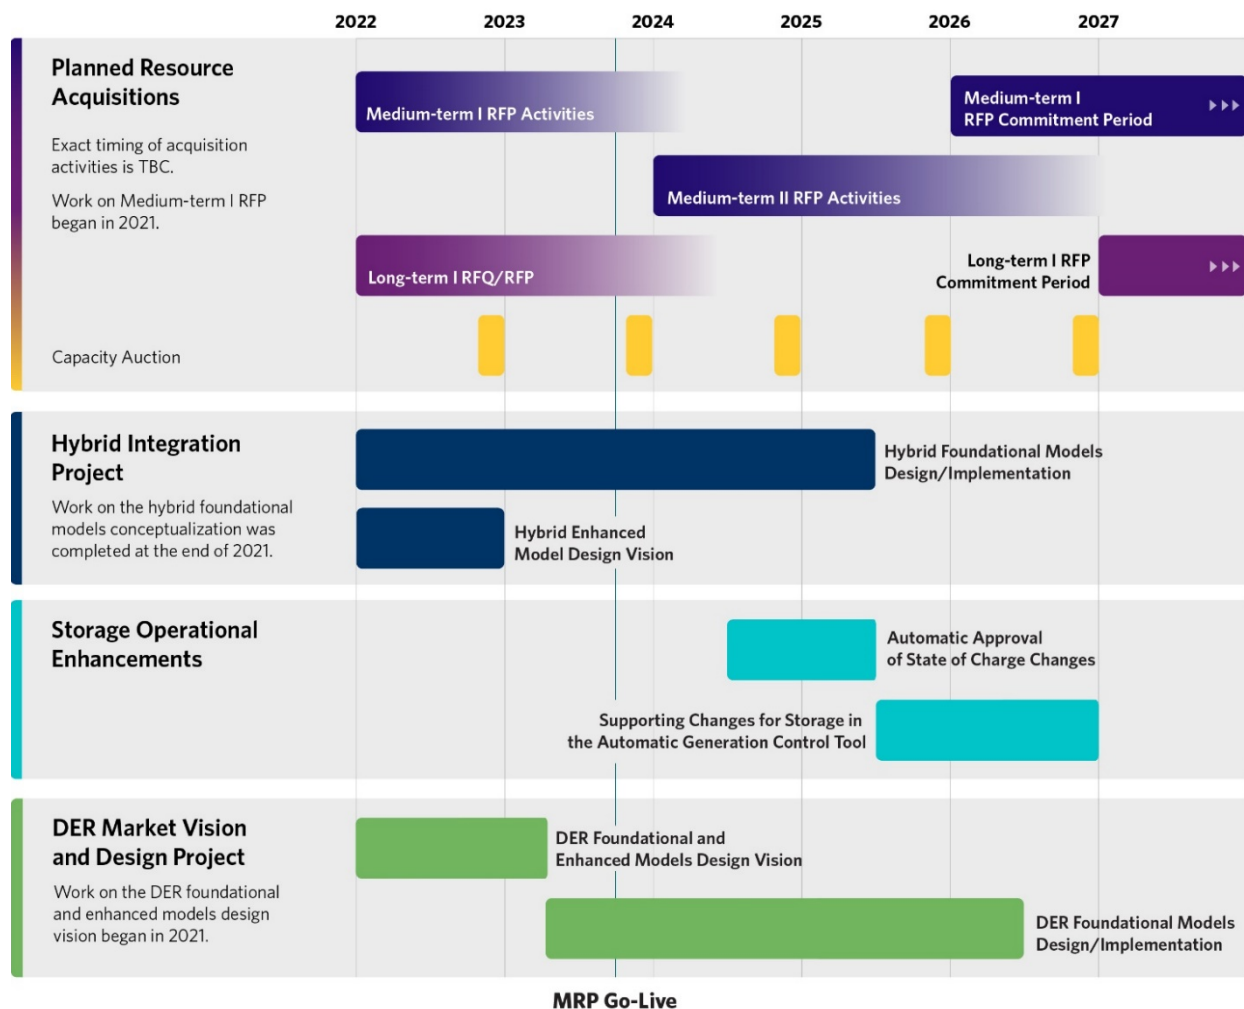 2022 2023 2024 2025 2026 2027
Planned Resource
Acquisitions
Exact timing of acquisition
activities is TBC.
Work on Medium-term I RFP
began in 2021.
Medium-term I RFP Activities
Medium-term I
RFP Commitment Period
Medium-term II RFP Activities
Long-term I RFQ/RFP
Long-term I RFP
Commitment Period
Capacity Auction
Hybrid Integration
Project
Work on the hybrid foundational
models conceptualization was
completed at the end of 2021.
Hybrid Foundational Models
Design/Implementation
Hybrid Enhanced
Model Design Vision
Storage Operational
Enhancements
Automatic Approval
of State of Charge Changes
Supporting Changes for Storage in
the Automatic Generation Control Tool
DER Market Vision
and Design Project
Work on the DER foundational
and enhanced models design
vision began in 2021.
DER Foundational and
Enhanced Models Design Vision
DER Foundational Models
Design/Implementation
MRP Go-Live